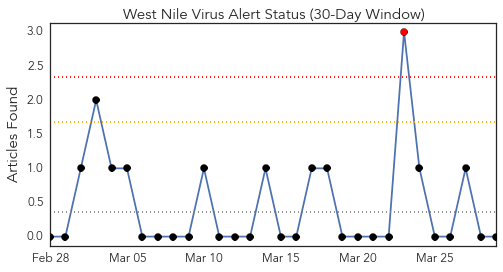 West Nile Virus Alert Status (30-Day Window)
Articles Found
3.0
2.5
2.0
1.5
1.0
0.5
0.0
Feb 28 Mar 05 Mar 10 Mar 15 Mar 20 Mar 25